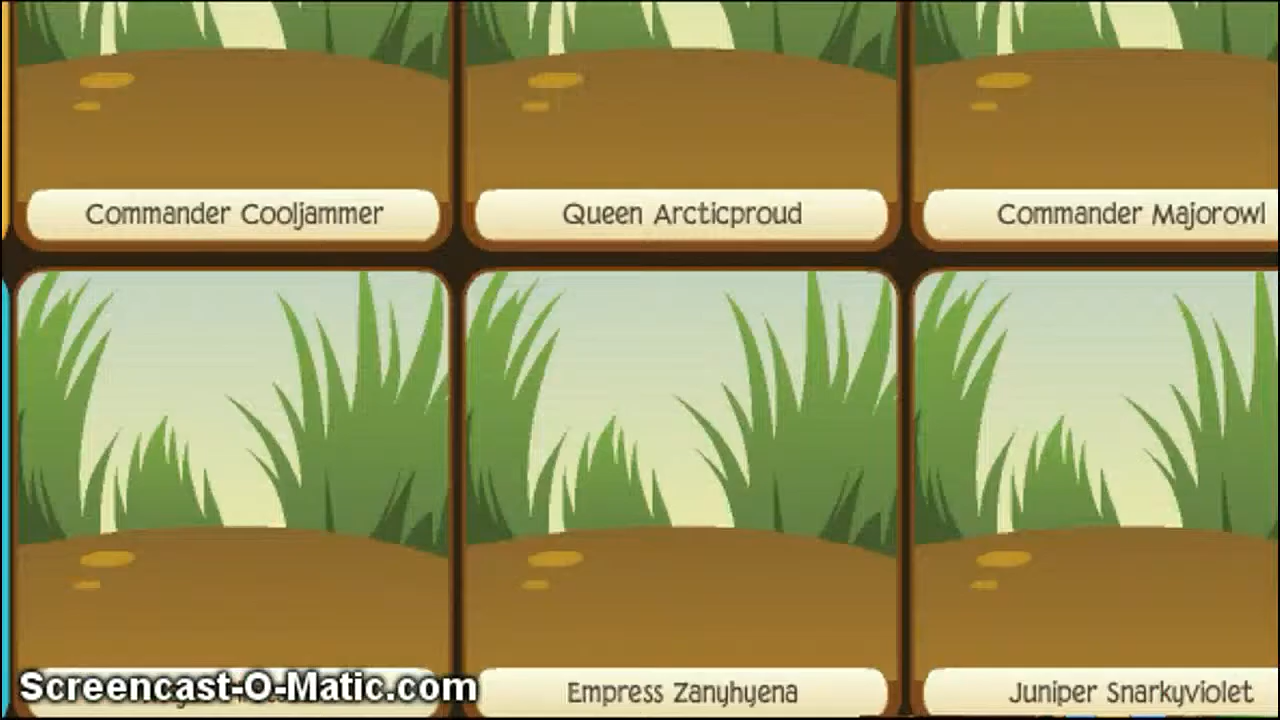 Commander Cooljammer
Queen Arcticproud
Commander Majorowl
Screencast-O-Matic.com
Empress Zanyhyena
Juniper Snarkyviolet